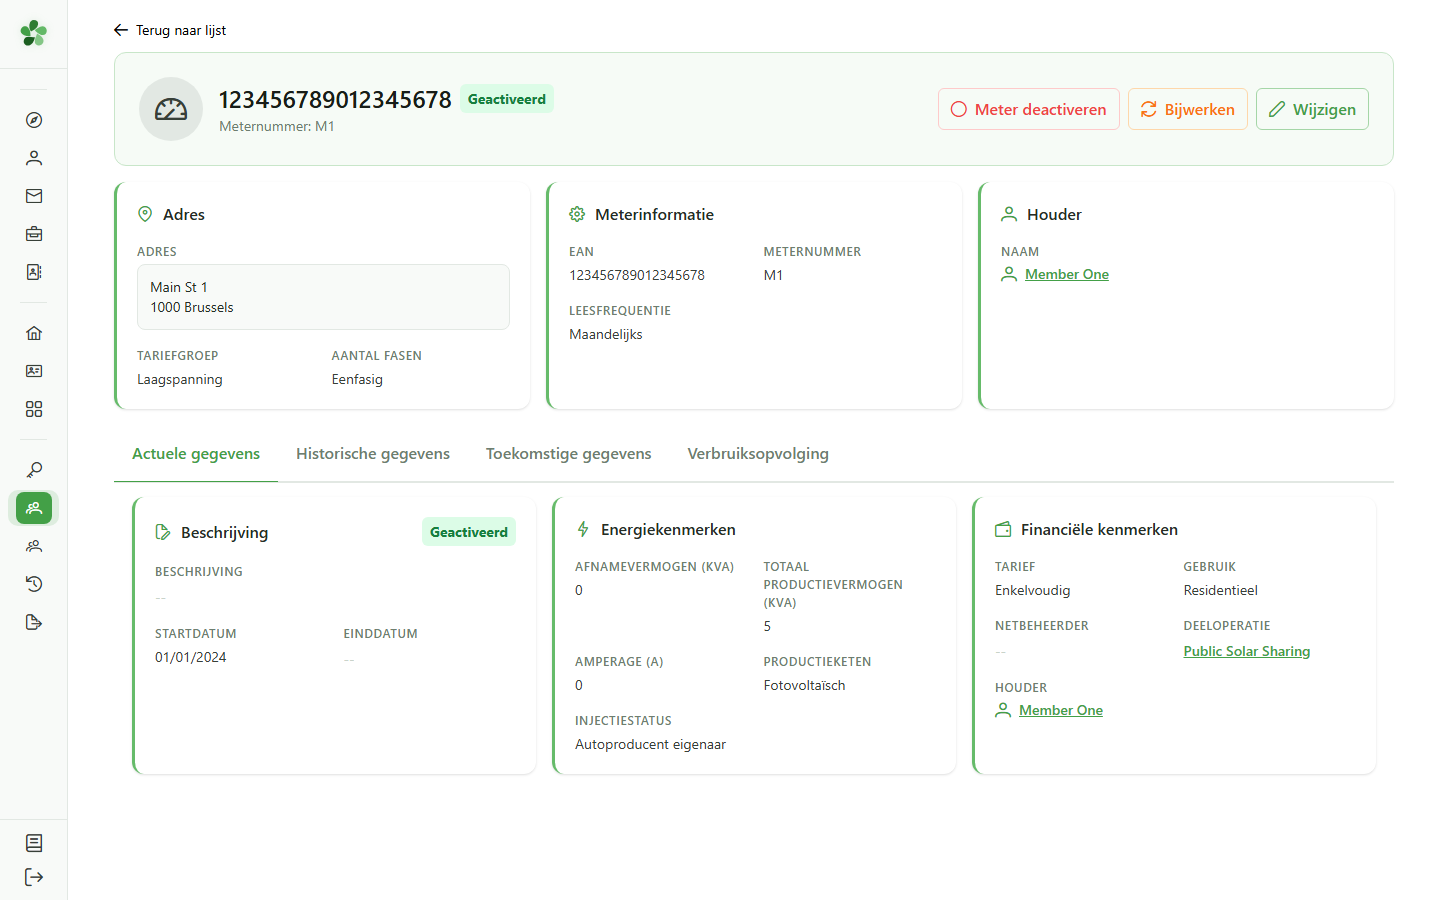 Terug naar lijst
123456789012345678 Geactiveerd
Meternummer: M1
Meter deactiveren
Bijwerken
Wijzigen
Adres
ADRES
Main St 1
1000 Brussels
TARIEFGROEP
Laagspanning
AANTAL FASEN
Eenfasig
Meterinformatie
EAN
123456789012345678
METERNUMMER
M1
LEESFREQUENTIE
Maandelijks
Houder
NAAM
Member One
Actuele gegevens
Historische gegevens
Toekomstige gegevens
Verbruiksopvolging
Beschrijving
Geactiveerd
BESCHRIJVING
--
STARTDATUM
01/01/2024
EINDDATUM
--
Energiekenmerken
AFNAMEVERMOGEN (KVA)
0
TOTAAL
PRODUCTIEVERMOGEN
(KVA)
5
AMPERAGE (A)
0
PRODUCTIEKETEN
Fotovoltaïsch
INJECTIESTATUS
Autoproducent eigenaar
Financiële kenmerken
TARIEF
Enkelvoudig
GEBRUIK
Residentieel
NETBEHEERDER
--
DEELOPERATIE
Public Solar Sharing
HOUDER
Member One